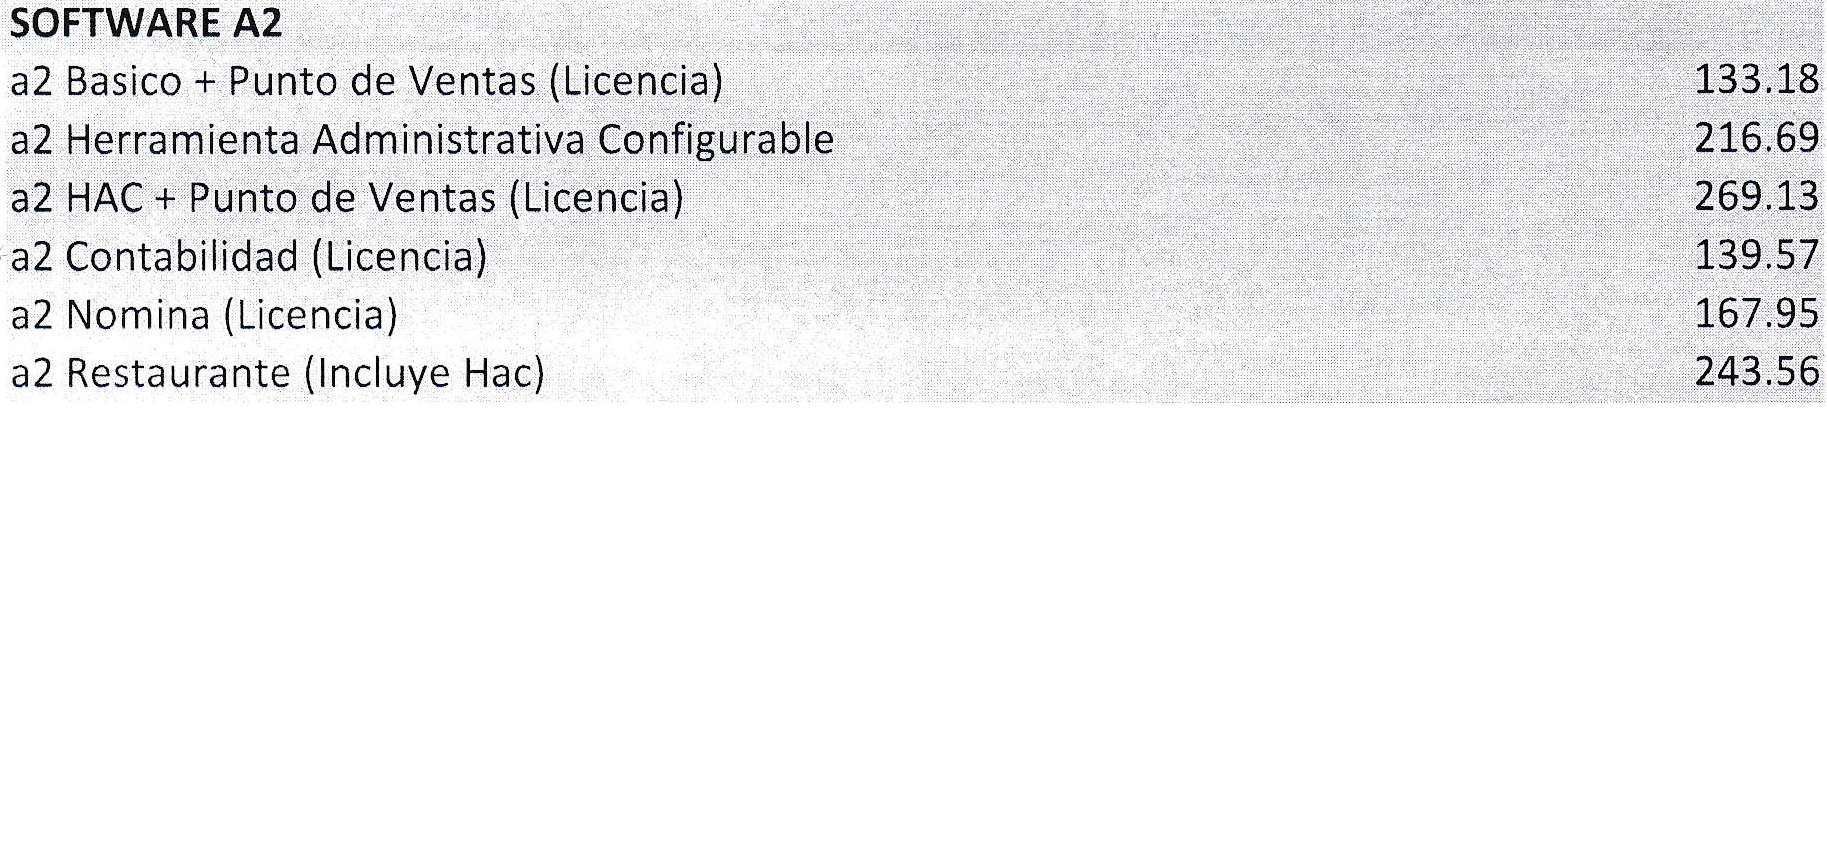 SOFTWARE A2
a2 Basico + Punto de Ventas (Licencia) 133.18
a2 Herramienta Administrativa Configurable 216.69
a2 HAC + Punto de Ventas (Licencia) 269.13
a2 Contabilidad (Licencia) 139.57
a2 Nomina (Licencia) 167.95
a2 Restaurante (Incluye Hac) 243.56